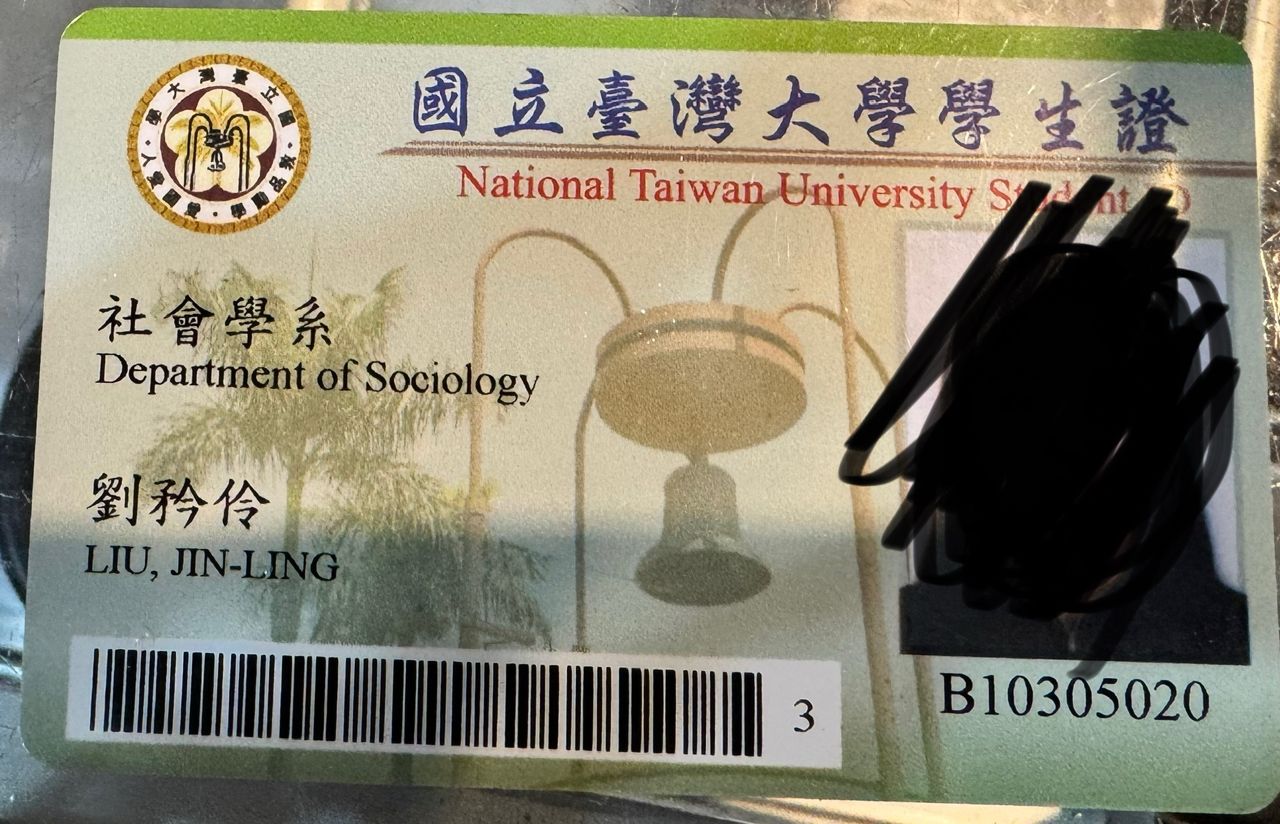 國立臺灣大學學生證
National Taiwan University
社會學系
Department of Sociology
劉矜伶
LIU, JIN-LING
3
B10305020